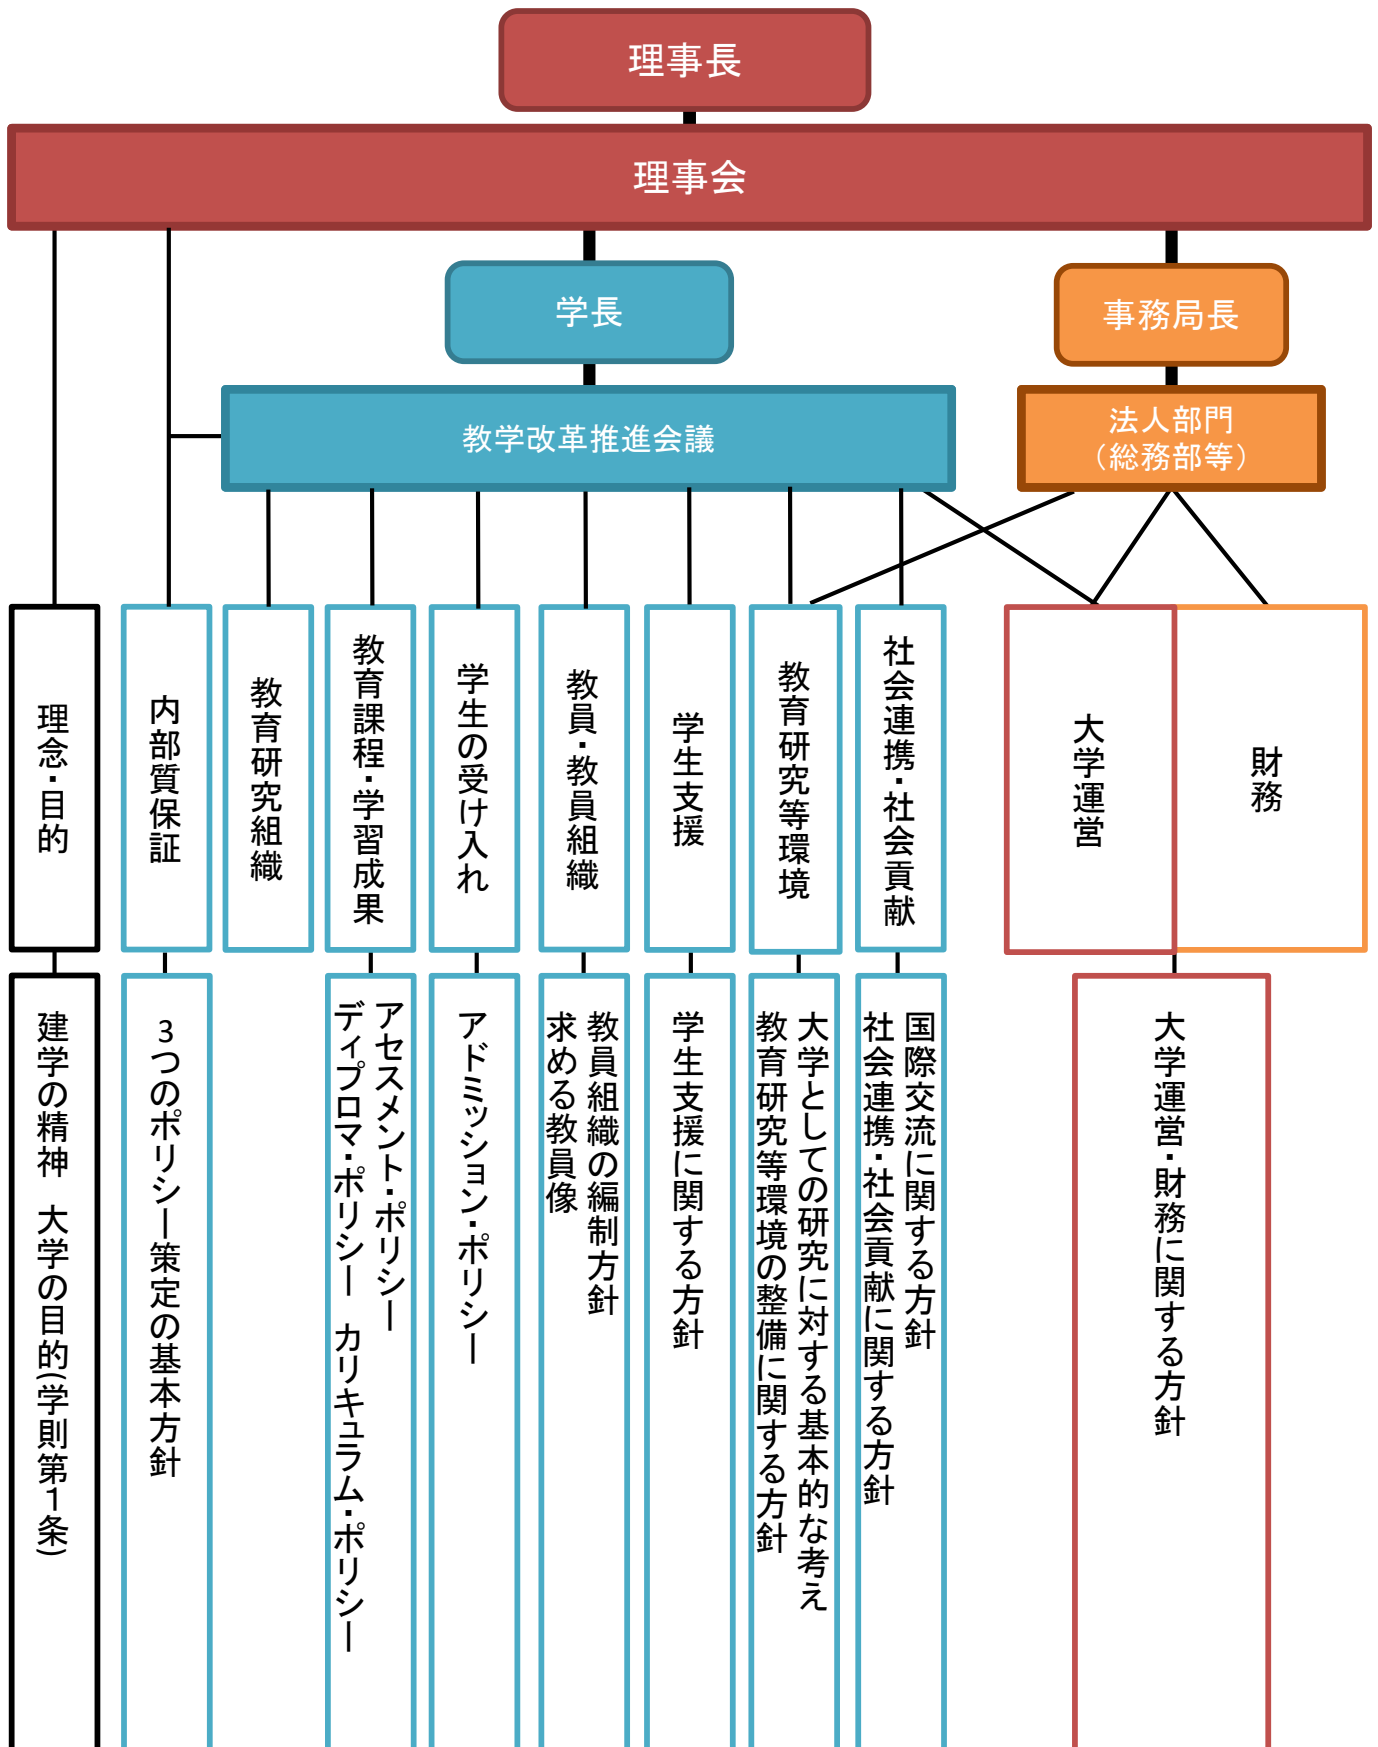 理事長
理事会
学長
事務局長
教学改革推進会議
法人部門
（総務部等）
理念・目的
内部質保証
教育研究組織
教育課程・学習成果
学生の受け入れ
教員・教員組織
学生支援
教育研究等環境
社会連携・社会貢献
大学運営
財務
建学の精神　大学の目的(学則第1条)
3つのポリシー策定の基本方針
アセスメント・ポリシー
ディプロマ・ポリシー　カリキュラム・ポリシー
アドミッション・ポリシー
教員組織の編制方針
求める教員像
学生支援に関する方針
大学としての研究に対する基本的な考え
教育研究等環境の整備に関する方針
国際交流に関する方針
社会連携・社会貢献に関する方針
大学運営・財務に関する方針